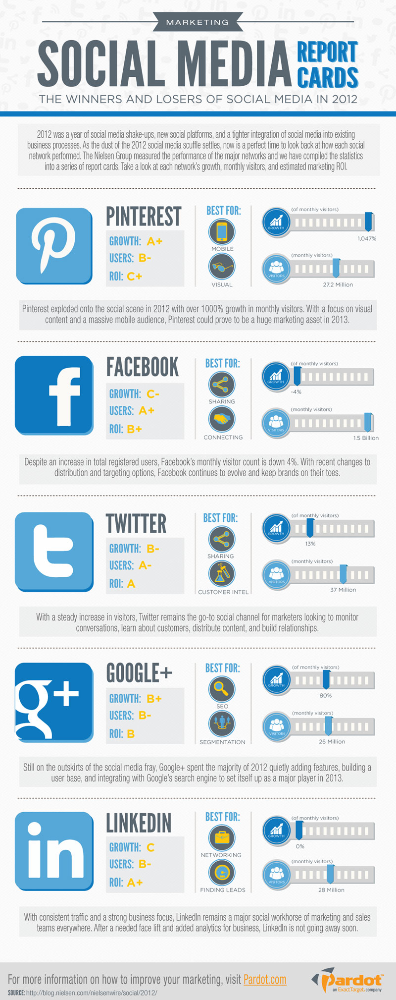 MARKETING
SOCIAL MEDIA REPORT CARDS
THE WINNERS AND LOSERS OF SOCIAL MEDIA IN 2012
2012 was a year of social media shake-ups, new social platforms, and a tighter integration of social media into existing
business processes. As the dust of the 2012 social media scuffle settles, now is a perfect time to look back at how each social
network performed. The Nielsen Group measured the performance of the major networks and we have compiled the statistics
into a series of report cards. Take a look at each network's growth, monthly visitors, and estimated marketing ROI.
PINTEREST
GROWTH: A+
USERS: B-
ROI: C+
BEST FOR:
MOBILE
VISUAL
(of monthly visitors)
GROWTH
1,047%
(monthly visitors)
VISITORS
27.2 Million
Pinterest exploded onto the social scene in 2012 with over 1000% growth in monthly visitors. With a focus on visual
content and a massive mobile audience, Pinterest could prove to be a huge marketing asset in 2013.
f
FACEBOOK
GROWTH: C-
USERS: A+
ROI: B+
BEST FOR:
SHARING
CONNECTING
(of monthly visitors)
GROWTH
-4%
(monthly visitors)
VISITORS
1.5 Billion
Despite an increase in total registered users, Facebook's monthly visitor count is down 4%. With recent changes to
distribution and targeting options, Facebook continues to evolve and keep brands on their toes.
t
TWITTER
GROWTH: B-
USERS: A-
ROI: A
BEST FOR:
SHARING
CUSTOMER INTEL
(of monthly visitors)
GROWTH
13%
(monthly visitors)
VISITORS
37 Million
With a steady increase in visitors, Twitter remains the go-to social channel for marketers looking to monitor
conversations, learn about customers, distribute content, and build relationships.
g+
GOOGLE+
GROWTH: B+
USERS: B-
ROI: B
BEST FOR:
SEO
SEGMENTATION
(of monthly visitors)
GROWTH
80%
(monthly visitors)
VISITORS
26 Million
Still on the outskirts of the social media fray, Google+ spent the majority of 2012 quietly adding features, building a
user base, and integrating with Google's search engine to set itself up as a major player in 2013.
in
LINKEDIN
GROWTH: C
USERS: B-
ROI: A+
BEST FOR:
NETWORKING
FINDING LEADS
(of monthly visitors)
GROWTH
0%
(monthly visitors)
VISITORS
28 Million
With consistent traffic and a strong business focus, LinkedIn remains a major social workhorse of marketing and sales
teams everywhere. After a needed face lift and added analytics for business, LinkedIn is not going away soon.
For more information on how to improve your marketing, visit Pardot.com
SOURCE: http://blog.nielsen.com/nielsenwire/social/2012/
Pardot™
an ExactTarget. company